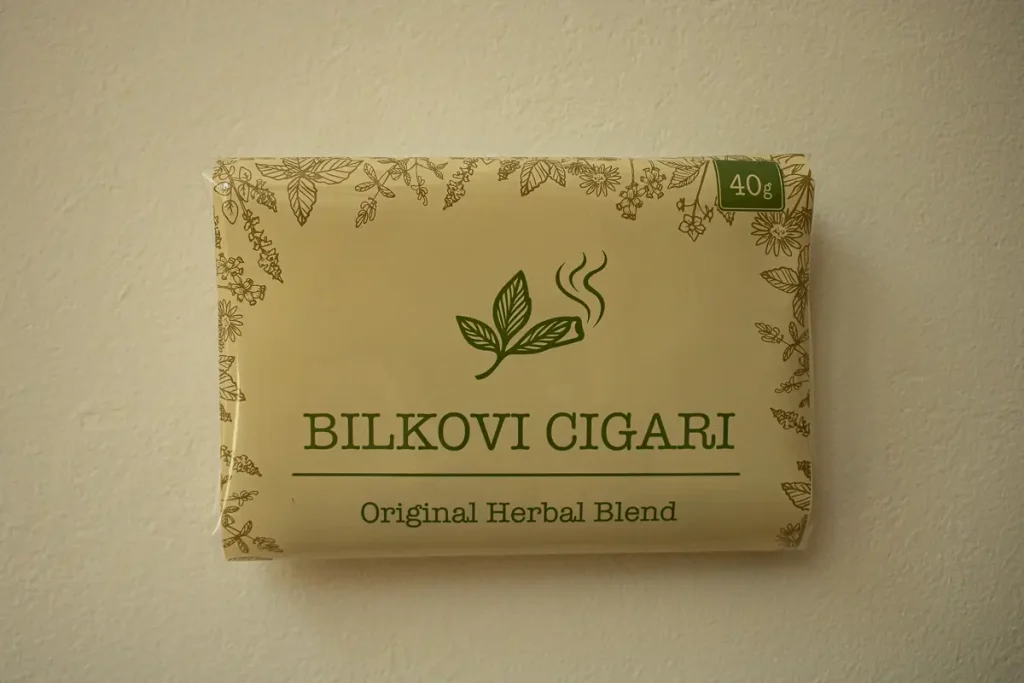 40g
BILKOVI CIGARI
Original Herbal Blend